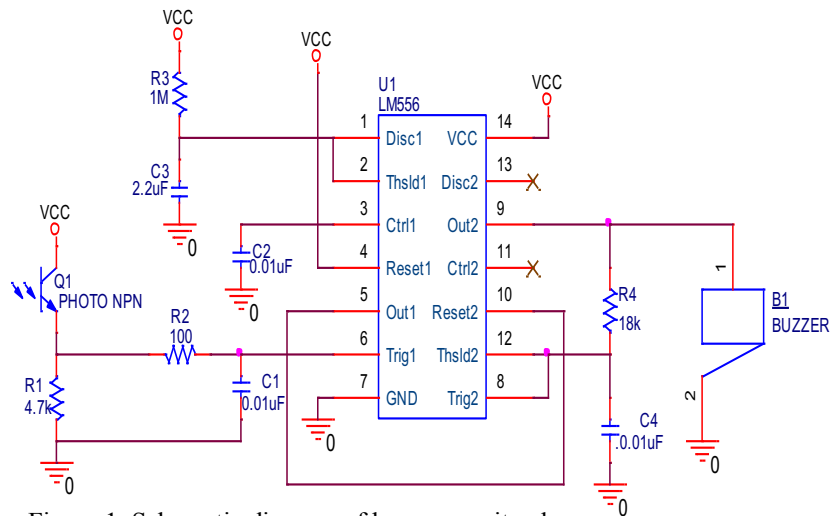 VCC
VCC
R3
1M
U1
LM556
VCC
1
Disc1
VCC
14
C3
2.2uF
2
Thsld1
Disc2
13
0
3
Ctrl1
Out2
9
VCC
C2
0.01uF
4
Reset1
Ctrl2
11
1
Q1
PHOTO NPN
0
R4
18k
B1
BUZZER
5
Out1
Reset2
10
R2
100
6
Trig1
Thsld2
12
R1
4.7k
C1
0.01uF
7
GND
Trig2
8
2
C4
.0.01uF
0
0
0
0